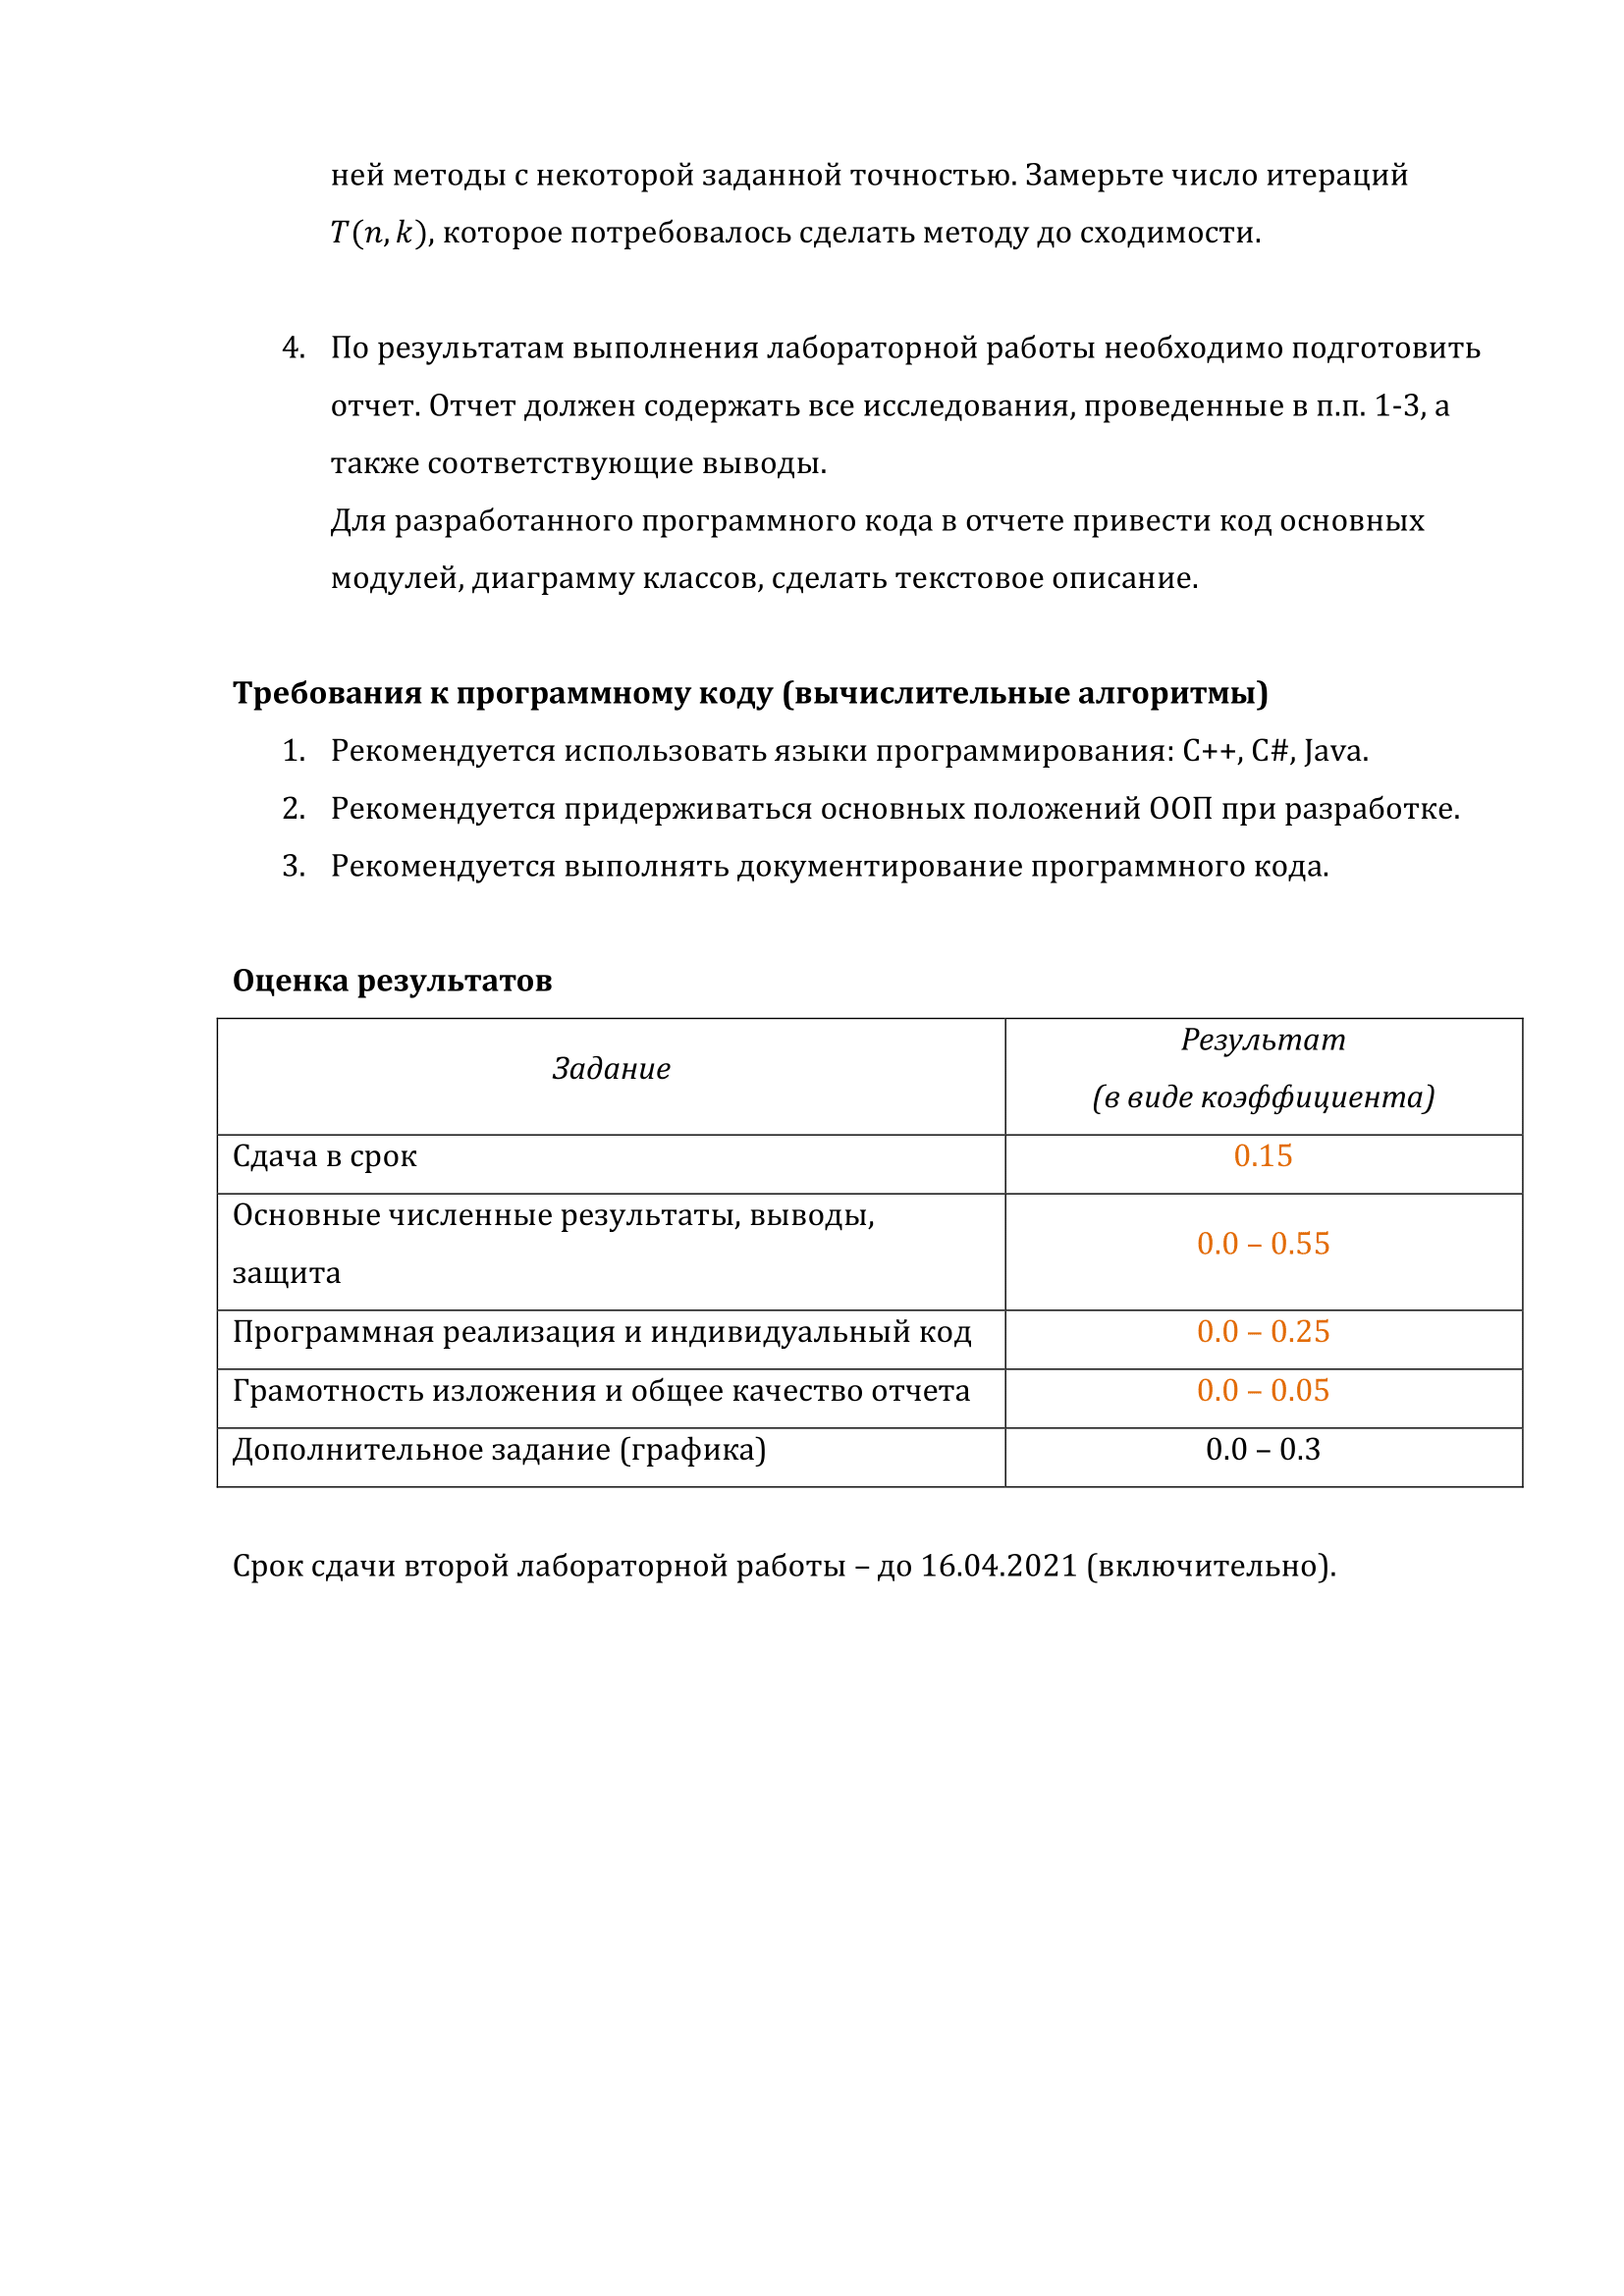 ней методы с некоторой заданной точностью. Замерьте число итераций
T(n, k), которое потребовалось сделать методу до сходимости.
4. По результатам выполнения лабораторной работы необходимо подготовить
отчет. Отчет должен содержать все исследования, проведенные в п.п. 1-3, а
также соответствующие выводы.
Для разработанного программного кода в отчете привести код основных
модулей, диаграмму классов, сделать текстовое описание.
Требования к программному коду (вычислительные алгоритмы)
1. Рекомендуется использовать языки программирования: C++, C#, Java.
2. Рекомендуется придерживаться основных положений ООП при разработке.
3. Рекомендуется выполнять документирование программного кода.
Оценка результатов
Задание
Результат
(в виде коэффициента)
Сдача в срок
0.15
Основные численные результаты, выводы,
защита
0.0 – 0.55
Программная реализация и индивидуальный код
0.0 – 0.25
Грамотность изложения и общее качество отчета
0.0 – 0.05
Дополнительное задание (графика)
0.0 – 0.3
Срок сдачи второй лабораторной работы – до 16.04.2021 (включительно).